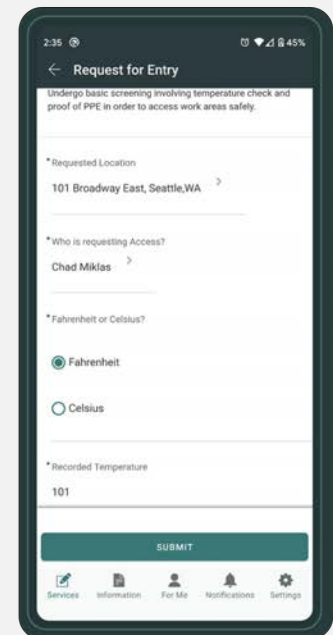 2:35 45%
Request for Entry
Undergo basic screening involving temperature check and
proof of PPE in order to access work areas safely.
* Requested Location
101 Broadway East, Seattle,WA
* Who is requesting Access?
Chad Miklas
* Fahrenheit or Celsius?
Fahrenheit
Celsius
* Recorded Temperature
101
SUBMIT
Services Information For Me Notifications Settings